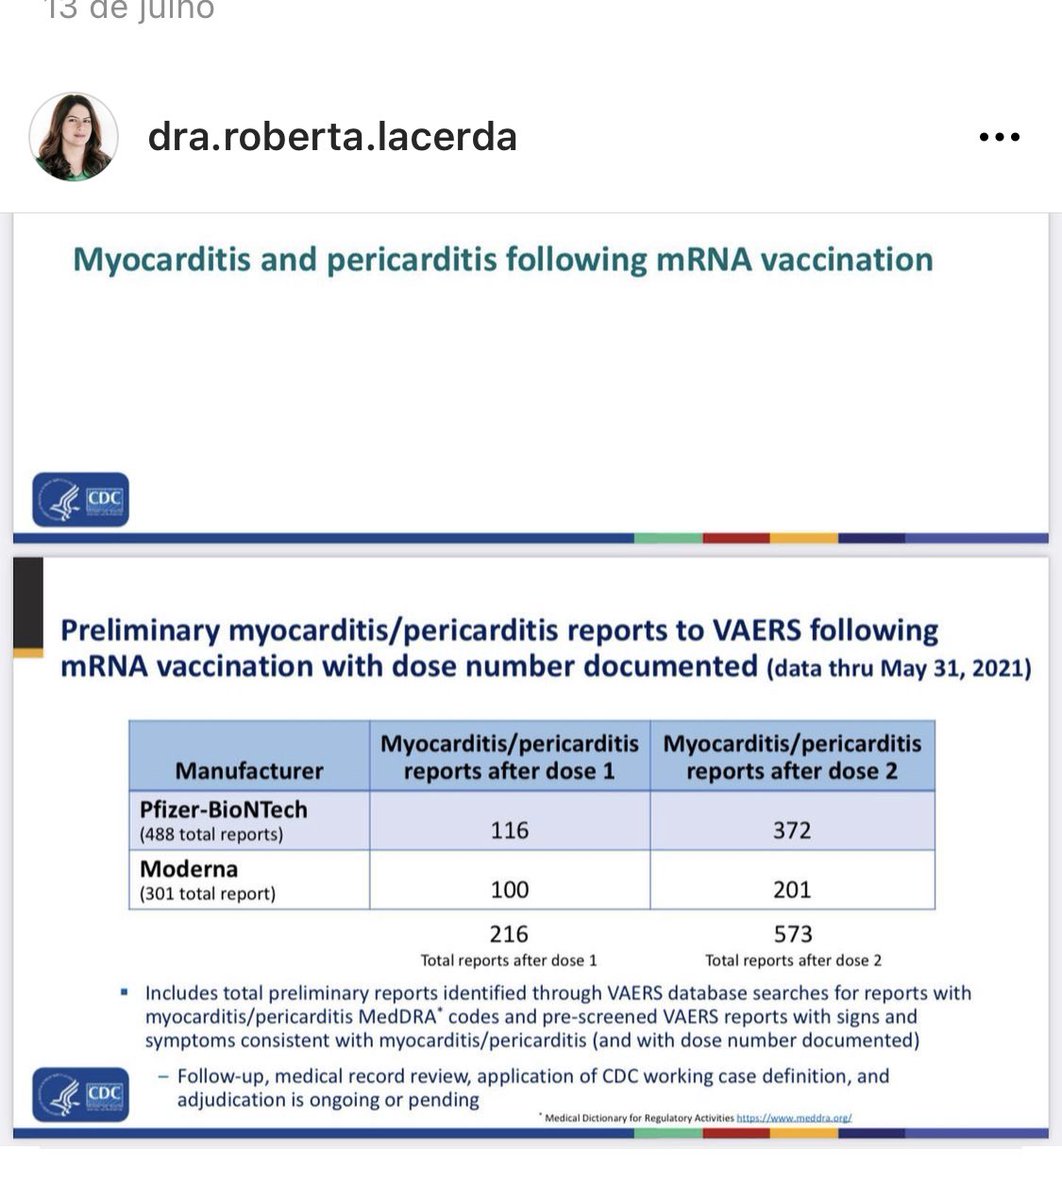 13 de julho
dra.roberta.lacerda
Myocarditis and pericarditis following mRNA vaccination
CDC
Preliminary myocarditis/pericarditis reports to VAERS following
mRNA vaccination with dose number documented (data thru May 31, 2021)
Manufacturer
Myocarditis/pericarditis
reports after dose 1
Myocarditis/pericarditis
reports after dose 2
Pfizer-BioNTech
(488 total reports)
116
372
Moderna
(301 total report)
100
201
216
573
Total reports after dose 1
Total reports after dose 2
▪ Includes total preliminary reports identified through VAERS database searches for reports with
myocarditis/pericarditis MedDRA* codes and pre-screened VAERS reports with signs and
symptoms consistent with myocarditis/pericarditis (and with dose number documented)
– Follow-up, medical record review, application of CDC working case definition, and
adjudication is ongoing or pending
CDC
* Medical Dictionary for Regulatory Activities https://www.meddra.org/